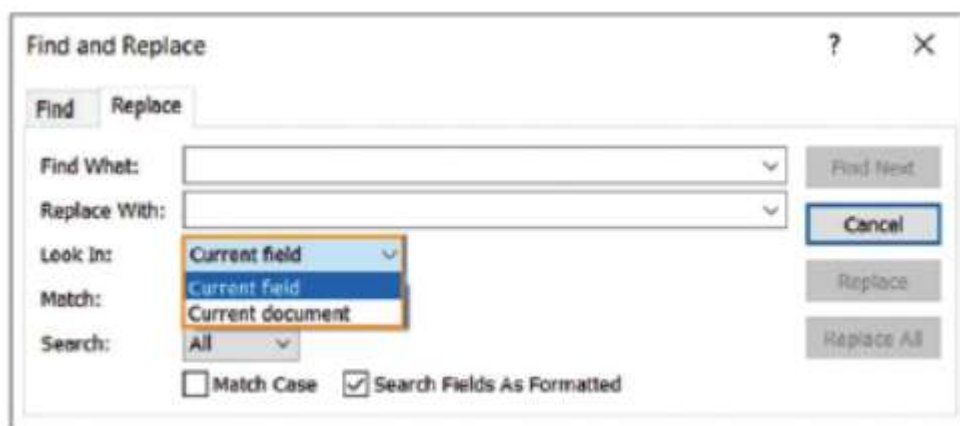 Find and Replace ? ×
Find Replace
Find What: Find Next
Replace With: Cancel
Look In: Current field
Current field
Match: Replace
Current document
Search: All Replace All
Match Case Search Fields As Formatted